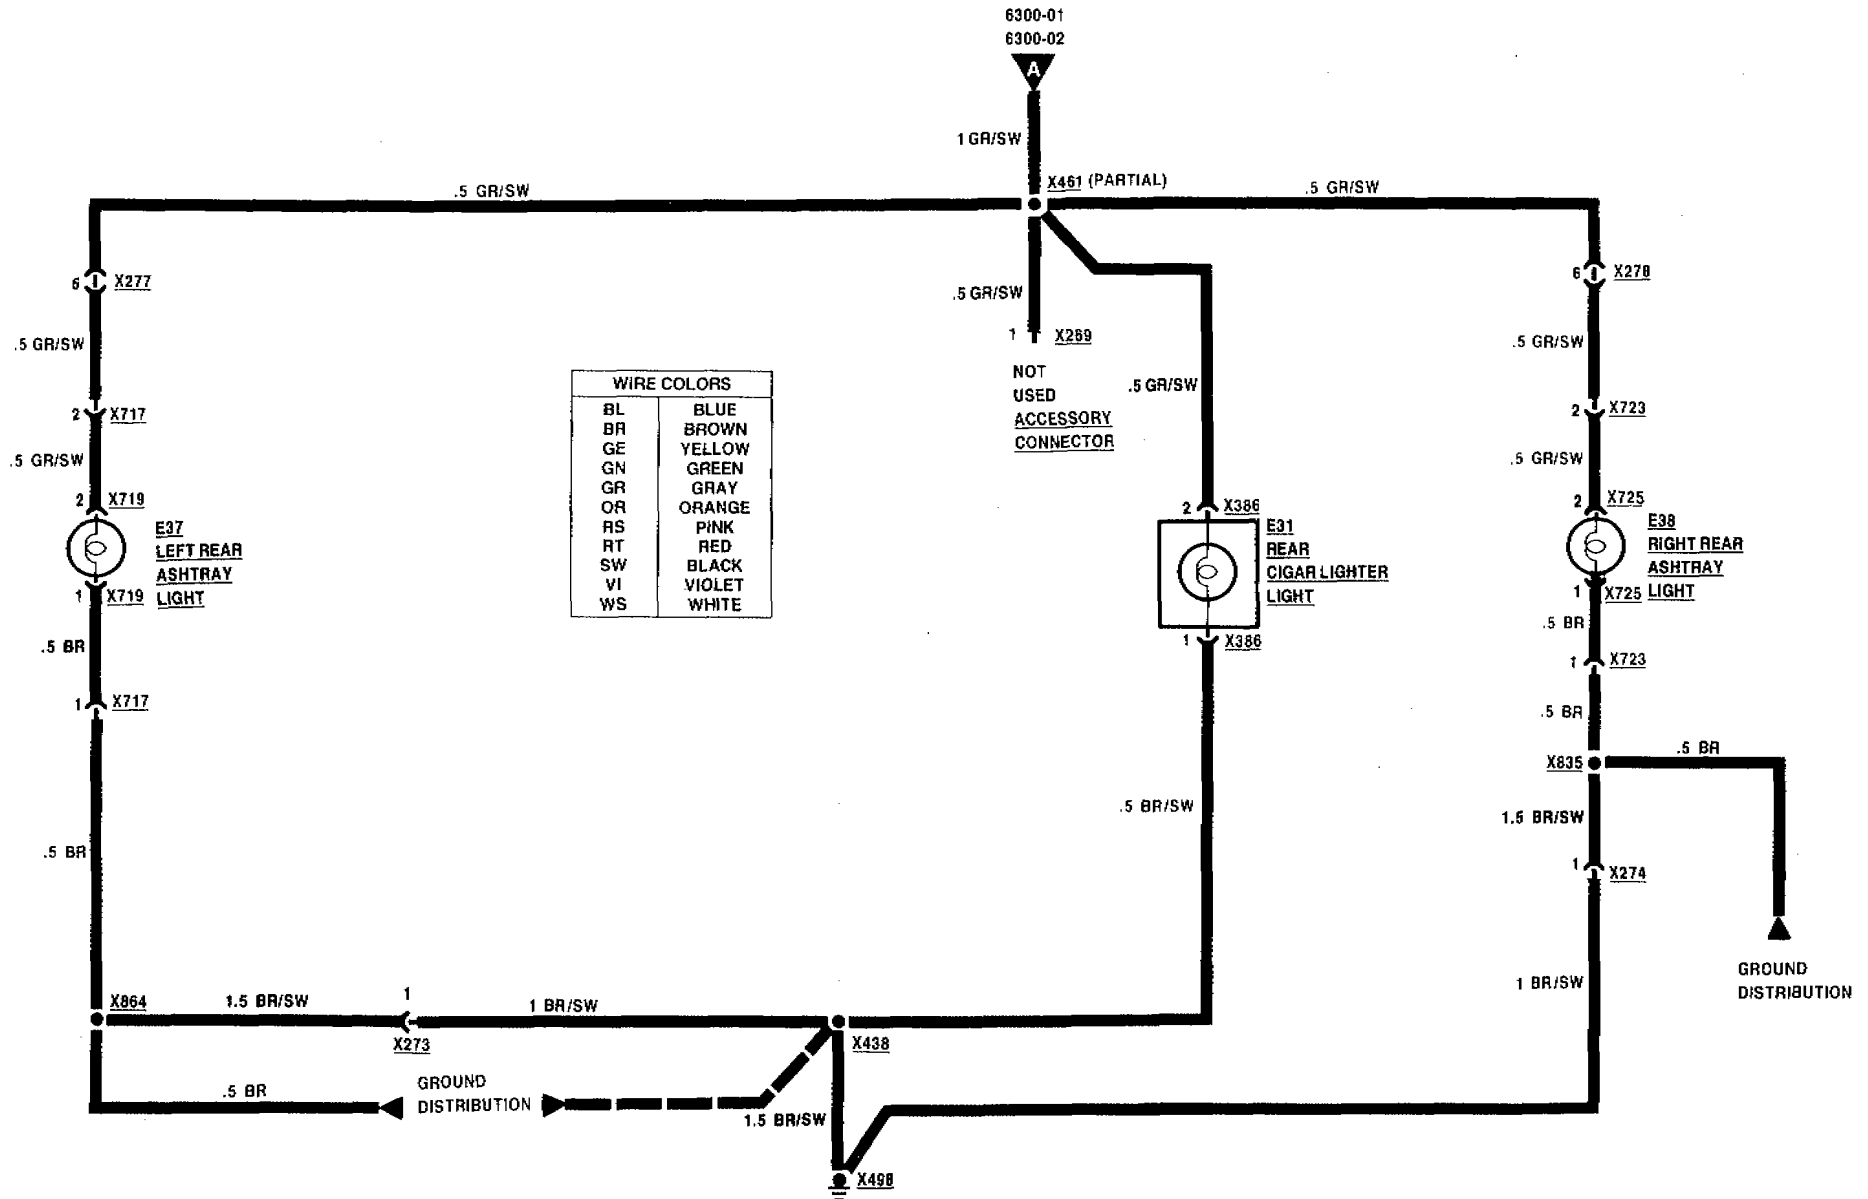 6300-01
6300-02
A
1 GR/SW
X461 (PARTIAL)
.5 GR/SW
.5 GR/SW
6 X277
.5 GR/SW
6 X278
.5 GR/SW
1 X269
NOT
USED
ACCESSORY
CONNECTOR
.5 GR/SW
.5 GR/SW
.5 GR/SW
2 X717
2 X723
.5 GR/SW
.5 GR/SW
WIRE COLORS
BL BLUE
BR BROWN
GE YELLOW
GN GREEN
GR GRAY
OR ORANGE
RS PINK
RT RED
SW BLACK
VI VIOLET
WS WHITE
2 X719
E37
LEFT REAR
ASHTRAY
LIGHT
1 X719
2 X386
E31
REAR
CIGAR LIGHTER
LIGHT
1 X386
2 X725
E38
RIGHT REAR
ASHTRAY
LIGHT
1 X725
.5 BR
.5 BR
1 X717
1 X723
.5 BR
X835
.5 BR
.5 BR/SW
1.5 BR/SW
.5 BR
1 X274
GROUND
DISTRIBUTION
1 BR/SW
X864
1.5 BR/SW
1
X273
1 BR/SW
X438
.5 BR
GROUND
DISTRIBUTION
1.5 BR/SW
X498